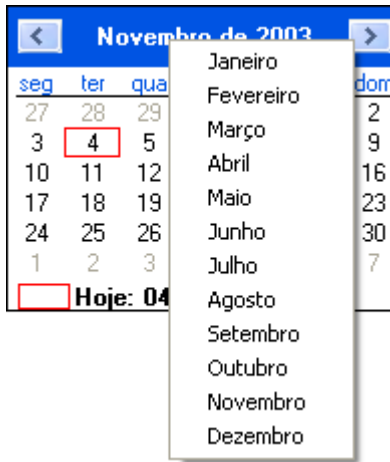 Novembro de 2003
seg ter qua dom
27 28 29 2
3 4 5 9
10 11 12 16
17 18 19 23
24 25 26 30
1 2 3 7
Hoje: 04
Janeiro
Fevereiro
Março
Abril
Maio
Junho
Julho
Agosto
Setembro
Outubro
Novembro
Dezembro